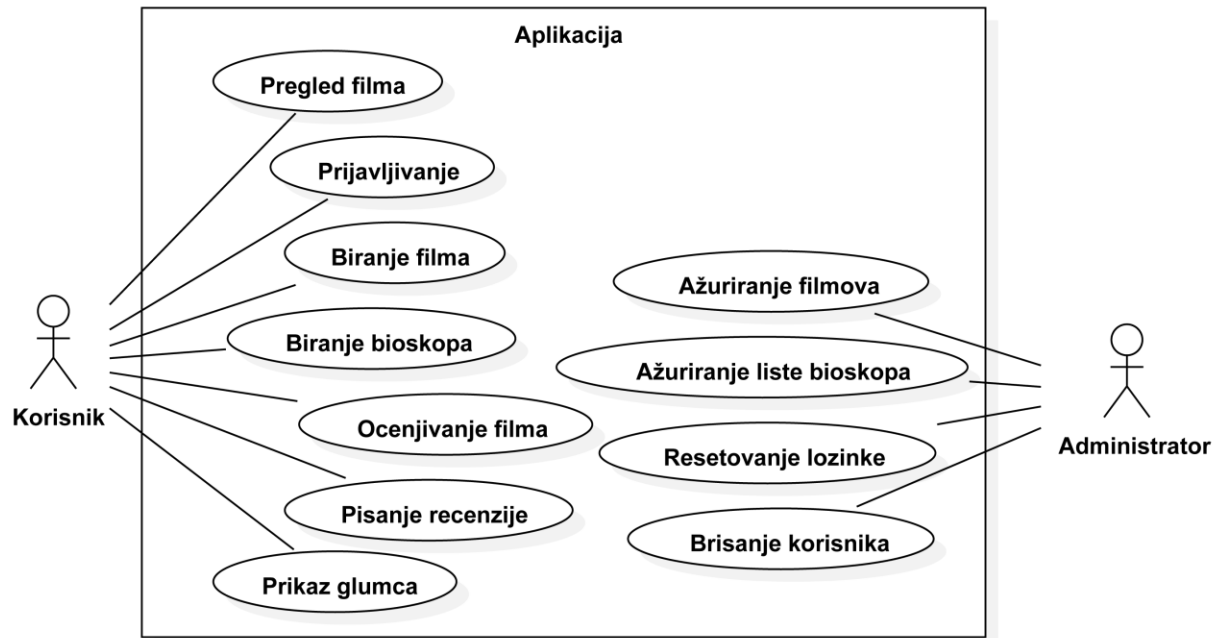 Aplikacija
Pregled filma
Prijavljivanje
Biranje filma
Biranje bioskopa
Ocenjivanje filma
Pisanje recenzije
Prikaz glumca
Korisnik
Ažuriranje filmova
Ažuriranje liste bioskopa
Resetovanje lozinke
Brisanje korisnika
Administrator